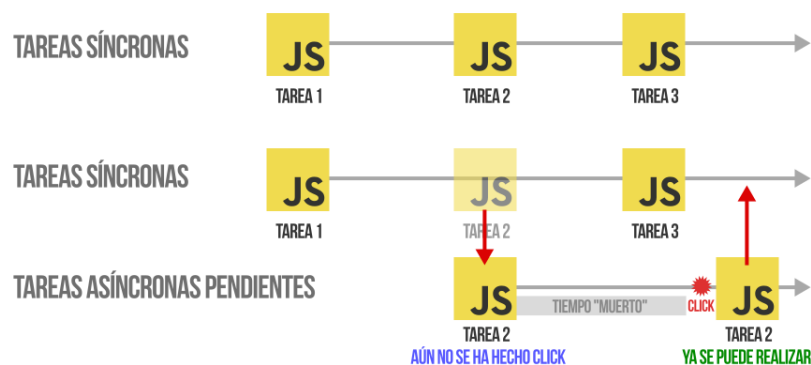 TAREAS SÍNCRONAS
JS JS JS
TAREA 1 TAREA 2 TAREA 3
TAREAS SÍNCRONAS
JS JS JS
TAREA 1 TAREA 2 TAREA 3
TAREAS ASÍNCRONAS PENDIENTES
JS TIEMPO "MUERTO" CLICK JS
TAREA 2 TAREA 2
AÚN NO SE HA HECHO CLICK YA SE PUEDE REALIZAR